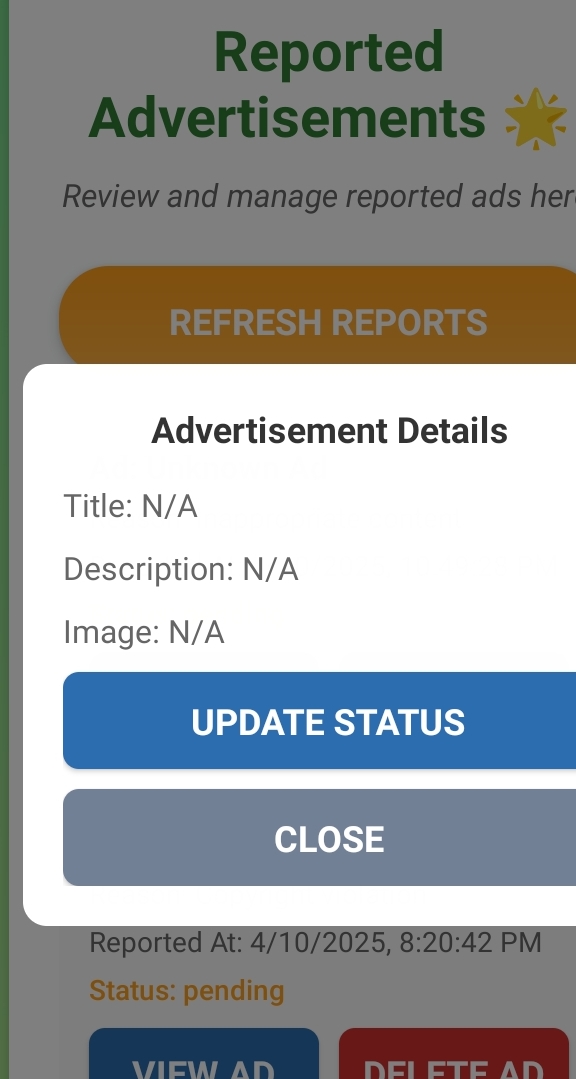 Reported
Advertisements 🌟
Review and manage reported ads her
REFRESH REPORTS
Advertisement Details
Title: N/A
Description: N/A
Image: N/A
UPDATE STATUS
CLOSE
Reported At: 4/10/2025, 8:20:42 PM
Status: pending
VIEW AD
DELETE AD